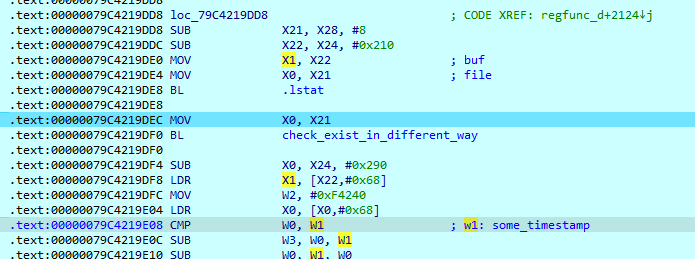 .text:00000079C4219DD8
.text:00000079C4219DD8 loc_79C4219DD8 ; CODE XREF: regfunc_d+2124↓j
.text:00000079C4219DD8 SUB X21, X28, #8
.text:00000079C4219DDC SUB X22, X24, #0x210
.text:00000079C4219DE0 MOV X1, X22 ; buf
.text:00000079C4219DE4 MOV X0, X21 ; file
.text:00000079C4219DE8 BL .lstat
.text:00000079C4219DE8
.text:00000079C4219DEC MOV X0, X21
.text:00000079C4219DF0 BL check_exist_in_different_way
.text:00000079C4219DF0
.text:00000079C4219DF4 SUB X0, X24, #0x290
.text:00000079C4219DF8 LDR X1, [X22,#0x68]
.text:00000079C4219DFC MOV W2, #0xF4240
.text:00000079C4219E04 LDR X0, [X0,#0x68]
.text:00000079C4219E08 CMP W0, W1 ; w1: some_timestamp
.text:00000079C4219E0C SUB W3, W0, W1
.text:00000079C4219E10 SUB W0, W1, W0